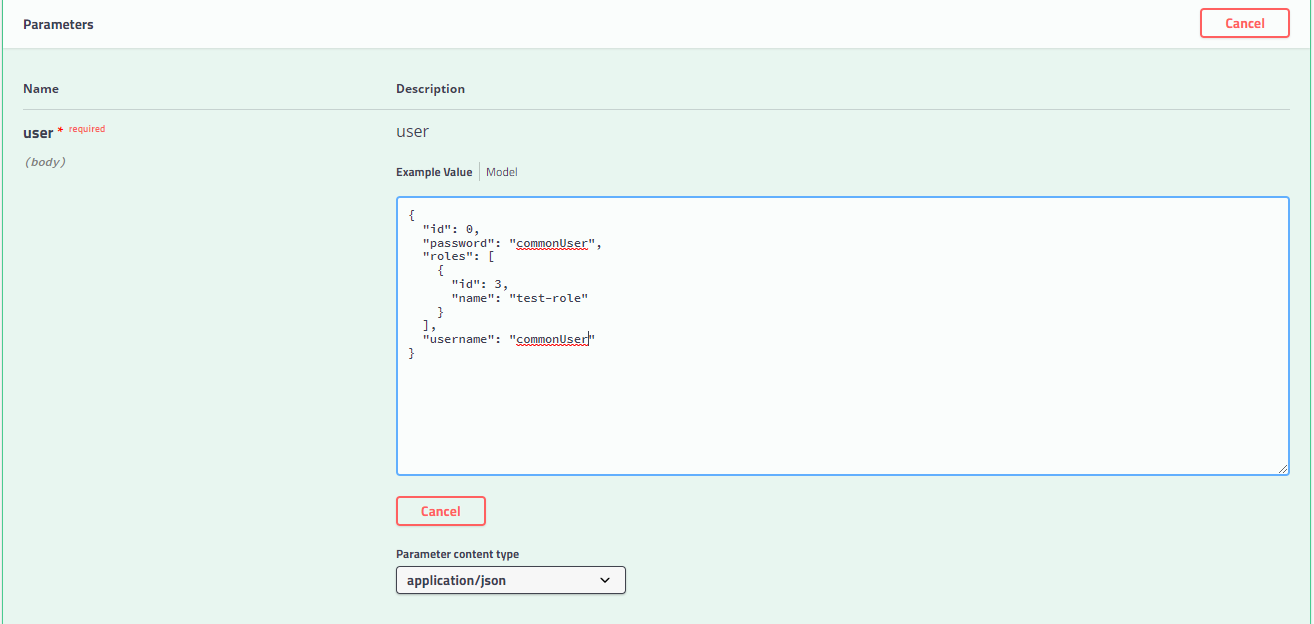 Parameters
Cancel
Name Description
user * required
user
(body)
Example Value Model
{
  "id": 0,
  "password": "commonUser",
  "roles": [
    {
      "id": 3,
      "name": "test-role"
    }
  ],
  "username": "commonUser"
}
Cancel
Parameter content type
application/json